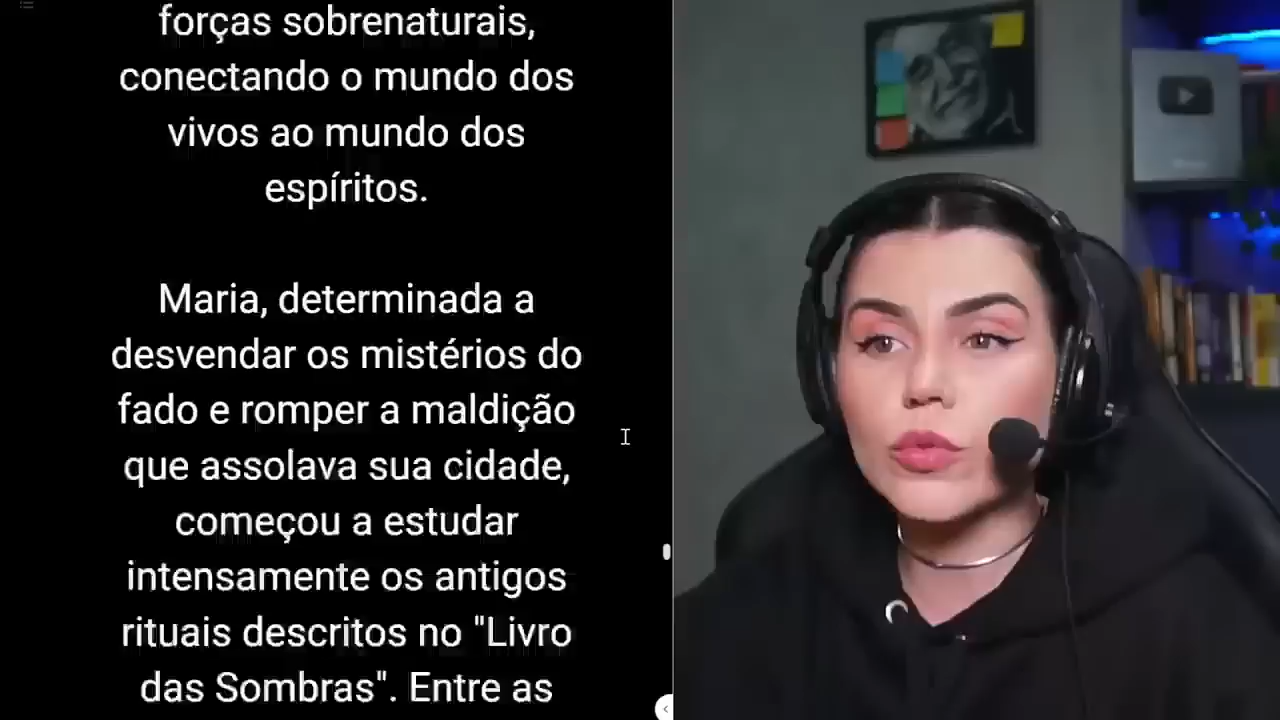 forças sobrenaturais,
conectando o mundo dos
vivos ao mundo dos
espíritos.
Maria, determinada a
desvendar os mistérios do
fado e romper a maldição
que assolava sua cidade,
começou a estudar
intensamente os antigos
rituais descritos no "Livro
das Sombras". Entre as